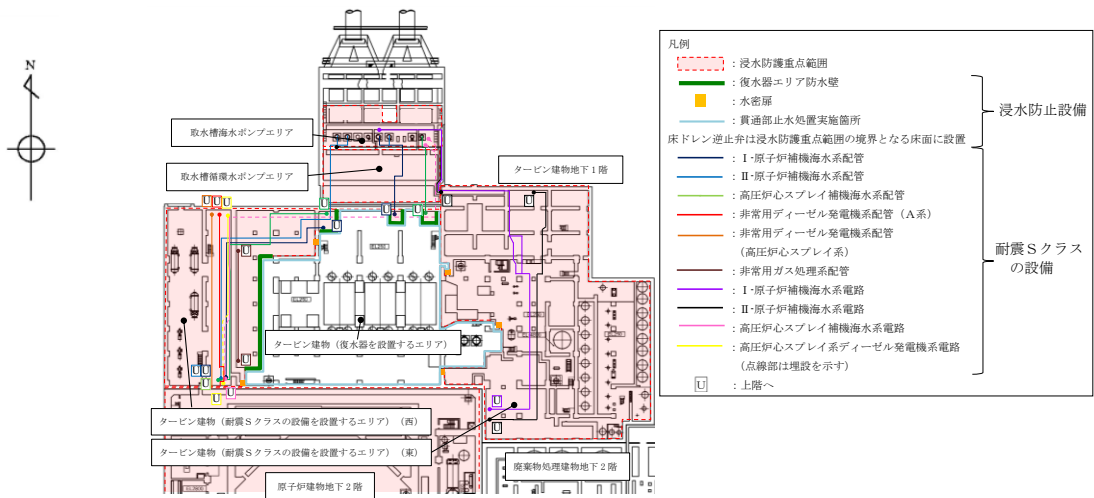 N
取水槽海水ポンプエリア
取水槽循環水ポンプエリア
タービン建物地下1階
タービン建物（復水器を設置するエリア）
タービン建物（耐震Sクラスの設備を設置するエリア）（西）
タービン建物（耐震Sクラスの設備を設置するエリア）（東）
原子炉建物地下2階
廃棄物処理建物地下2階
凡例
：浸水防護重点範囲
：復水器エリア防水壁
：水密扉
：貫通部止水処置実施箇所
床ドレン逆止弁は浸水防護重点範囲の境界となる床面に設置
：Ⅰ-原子炉補機海水系配管
：Ⅱ-原子炉補機海水系配管
：高圧炉心スプレイ補機海水系配管
：非常用ディーゼル発電機系配管（A系）
：非常用ディーゼル発電機系配管
（高圧炉心スプレイ系）
：非常用ガス処理系配管
：Ⅰ-原子炉補機海水系電路
：Ⅱ-原子炉補機海水系電路
：高圧炉心スプレイ補機海水系電路
：高圧炉心スプレイ系ディーゼル発電機系電路
（点線部は埋設を示す）
U ：上階へ
浸水防止設備
耐震Sクラス
の設備